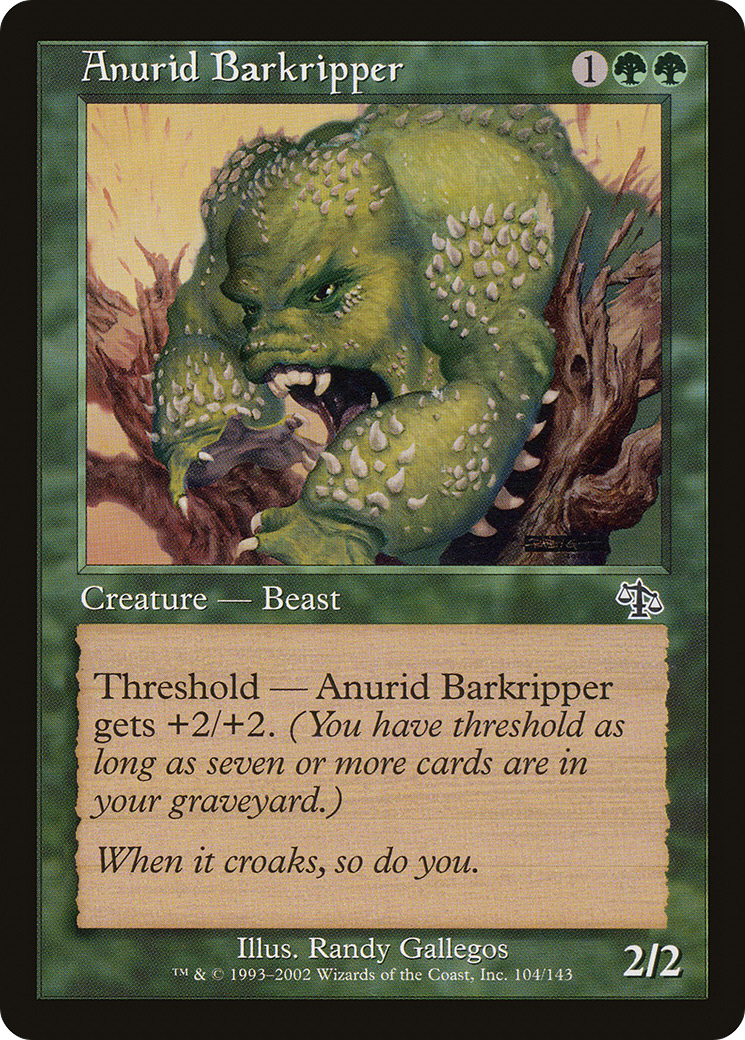 Anurid Barkripper 1
Creature — Beast
Threshold — Anurid Barkripper
gets +2/+2. (You have threshold as
long as seven or more cards are in
your graveyard.)
When it croaks, so do you.
Illus. Randy Gallegos
™ & © 1993–2002 Wizards of the Coast, Inc. 104/143
2/2